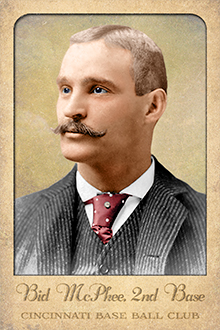 Bid McPhee, 2nd Base
CINCINNATI BASE BALL CLUB